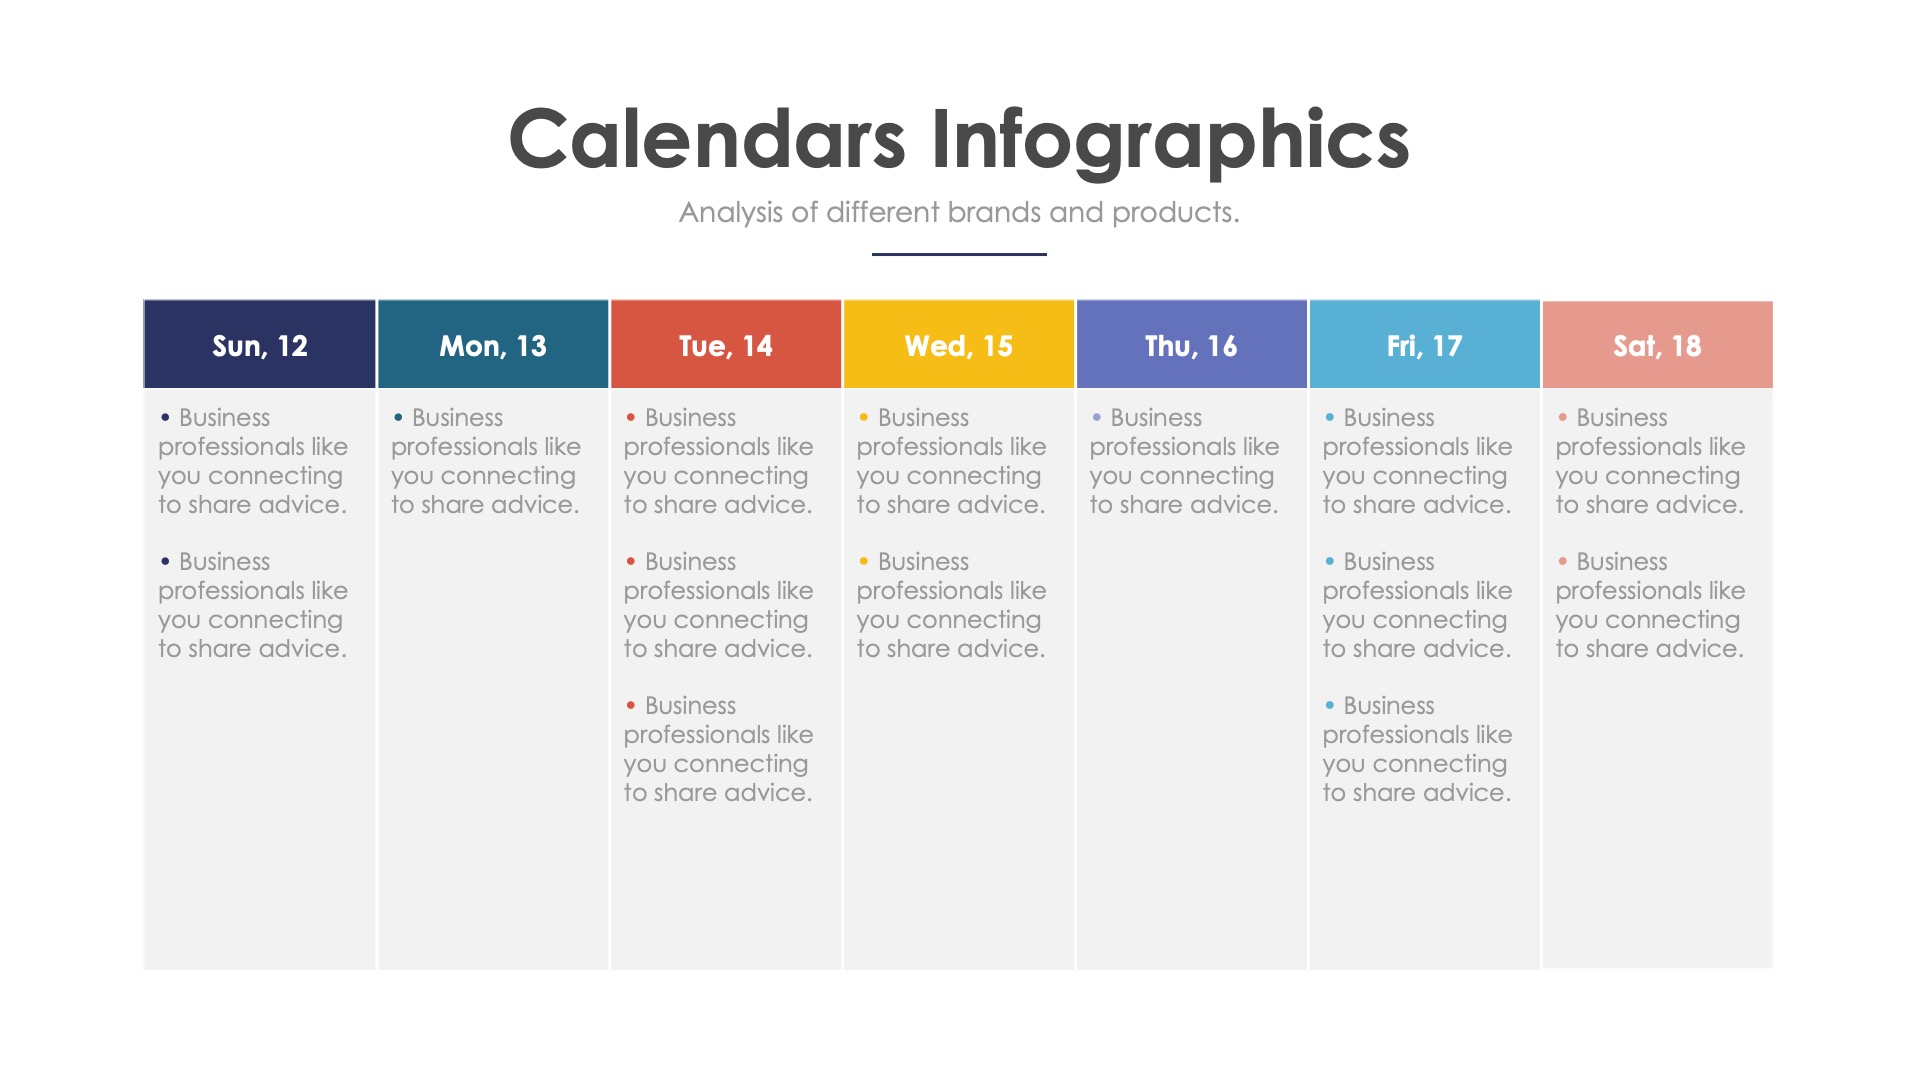 Calendars Infographics
Analysis of different brands and products.
Sun, 12
• Business
professionals like
you connecting
to share advice.
• Business
professionals like
you connecting
to share advice.
Mon, 13
• Business
professionals like
you connecting
to share advice.
Tue, 14
• Business
professionals like
you connecting
to share advice.
• Business
professionals like
you connecting
to share advice.
• Business
professionals like
you connecting
to share advice.
Wed, 15
• Business
professionals like
you connecting
to share advice.
• Business
professionals like
you connecting
to share advice.
Thu, 16
• Business
professionals like
you connecting
to share advice.
Fri, 17
• Business
professionals like
you connecting
to share advice.
• Business
professionals like
you connecting
to share advice.
• Business
professionals like
you connecting
to share advice.
Sat, 18
• Business
professionals like
you connecting
to share advice.
• Business
professionals like
you connecting
to share advice.